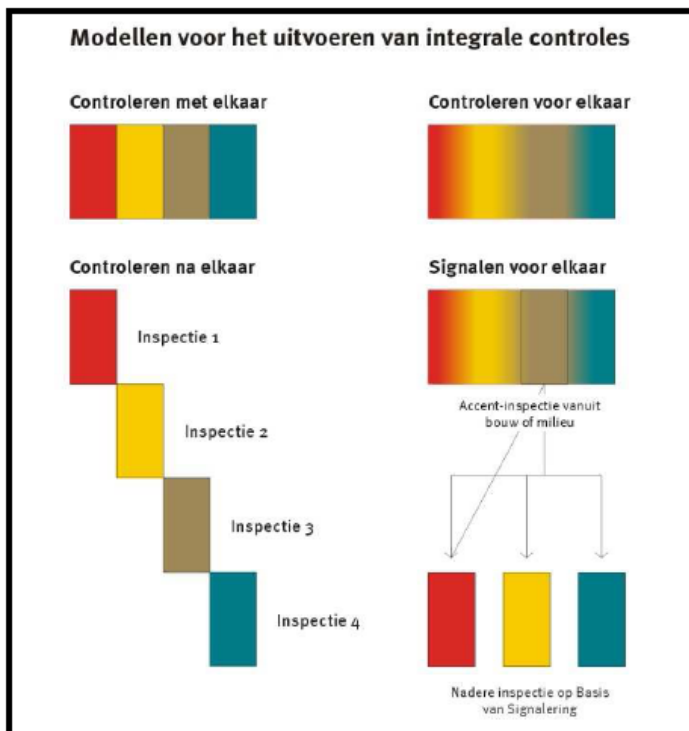 Modellen voor het uitvoeren van integrale controles
Controleren met elkaar
Controleren voor elkaar
Controleren na elkaar
Inspectie 1
Inspectie 2
Inspectie 3
Inspectie 4
Signalen voor elkaar
Accent-inspectie vanuit
bouw of milieu
Nadere inspectie op Basis
van Signalering